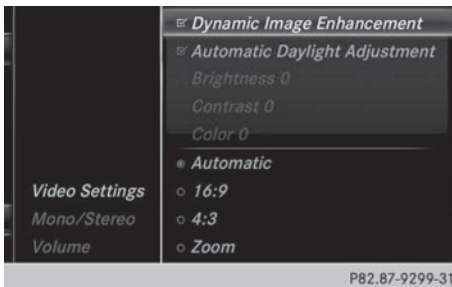 Dynamic Image Enhancement
Automatic Daylight Adjustment
Brightness 0
Contrast 0
Color 0
Automatic
Video Settings
16:9
Mono/Stereo
4:3
Volume
Zoom
P82.87-9299-31